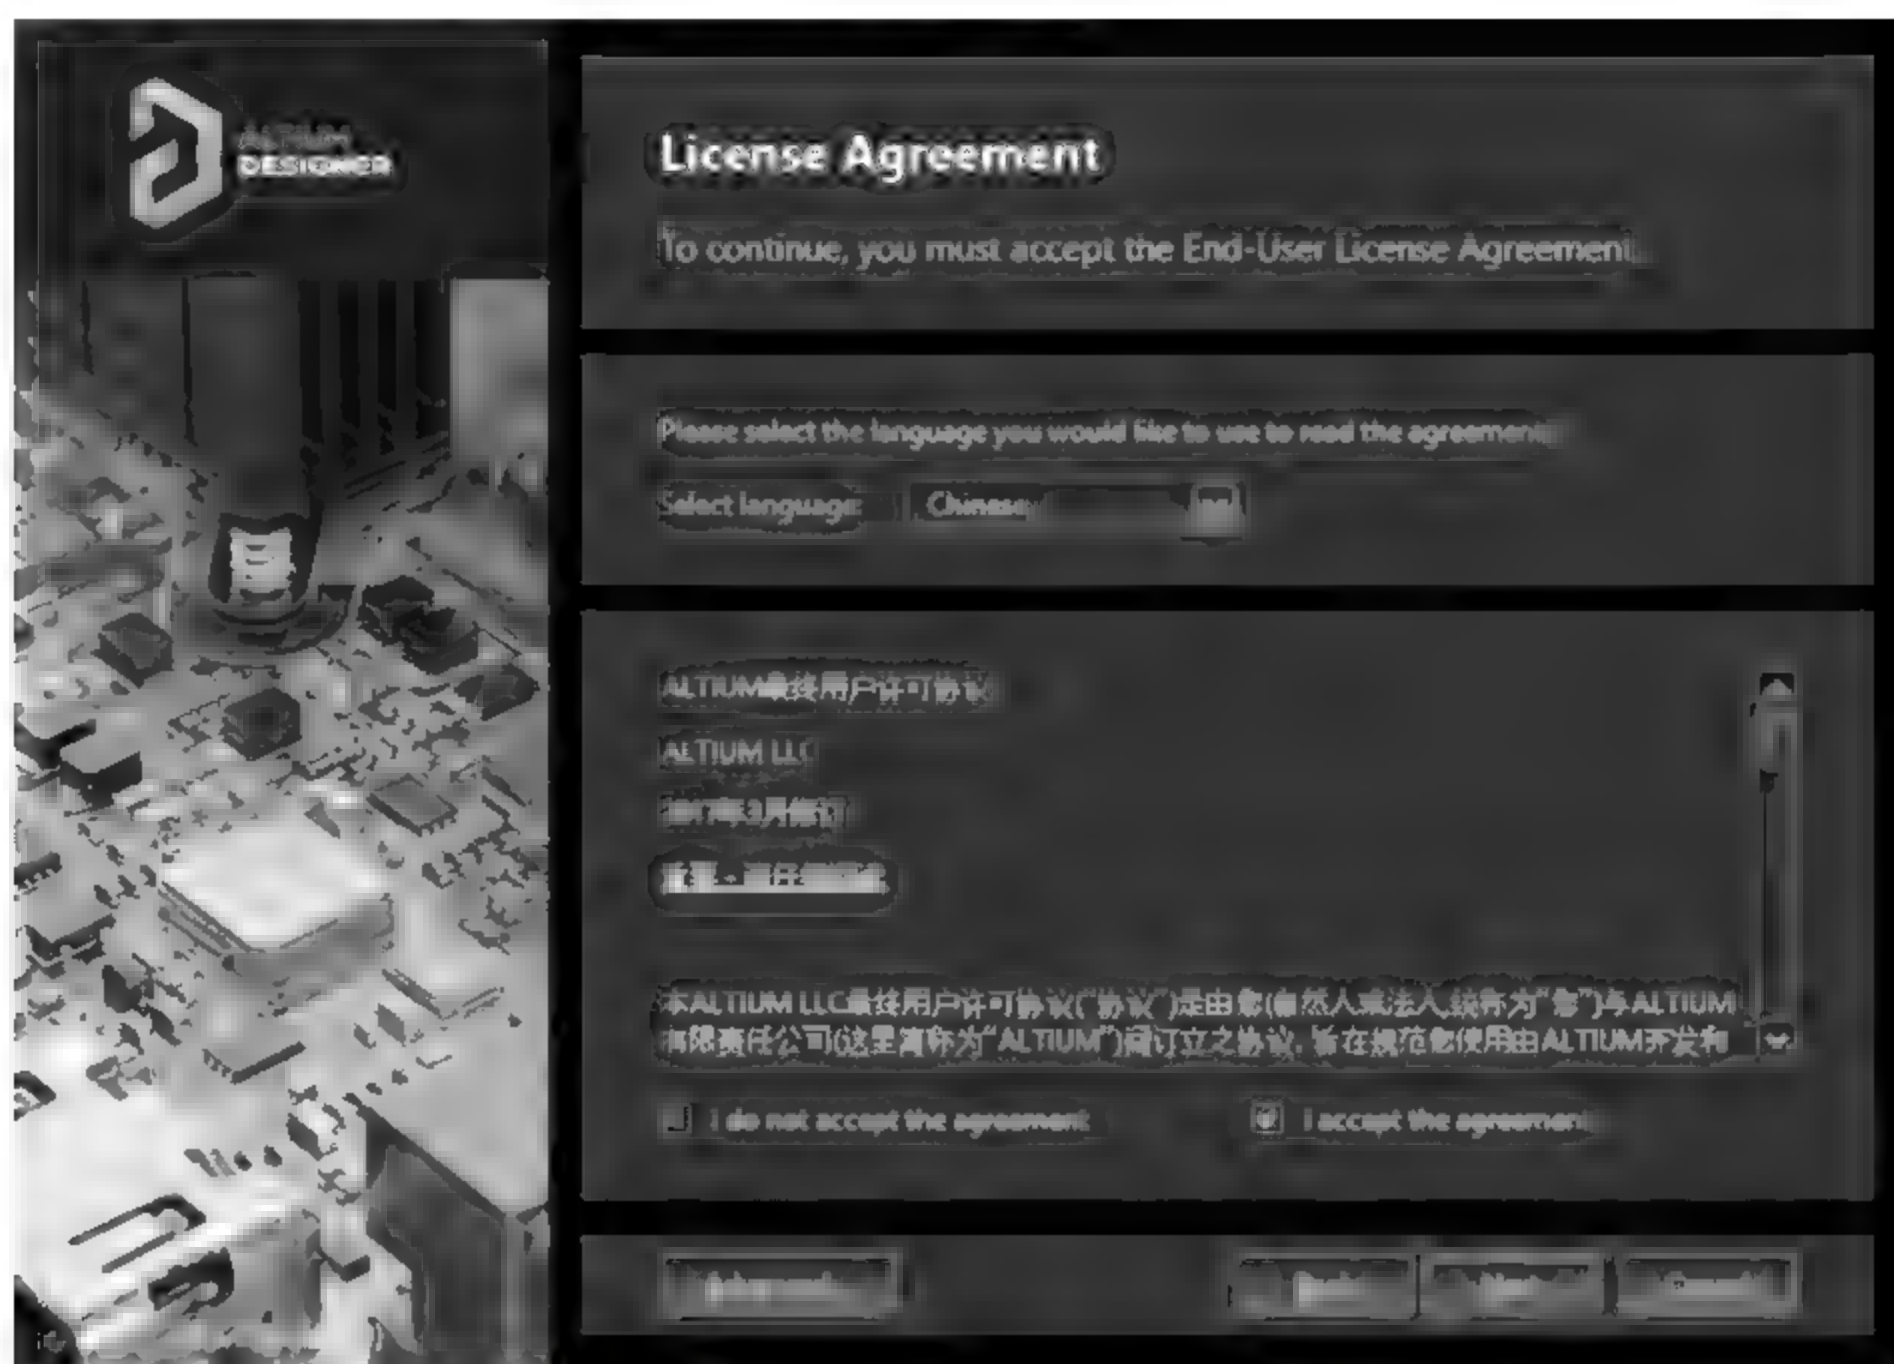 ALTIUM
DESIGNER
License Agreement
To continue, you must accept the End-User License Agreement.
Please select the language you would like to use to read the agreement.
Select language:
Chinese
ALTIUM最终用户许可协议
ALTIUM LLC
本ALTIUM LLC最终用户许可协议(“协议”)是由您(自然人或法人,统称为“您”)与ALTIUM
有限责任公司(这里简称为“ALTIUM”)间订立之协议, 旨在规范您使用由ALTIUM开发和
I do not accept the agreement
I accept the agreement